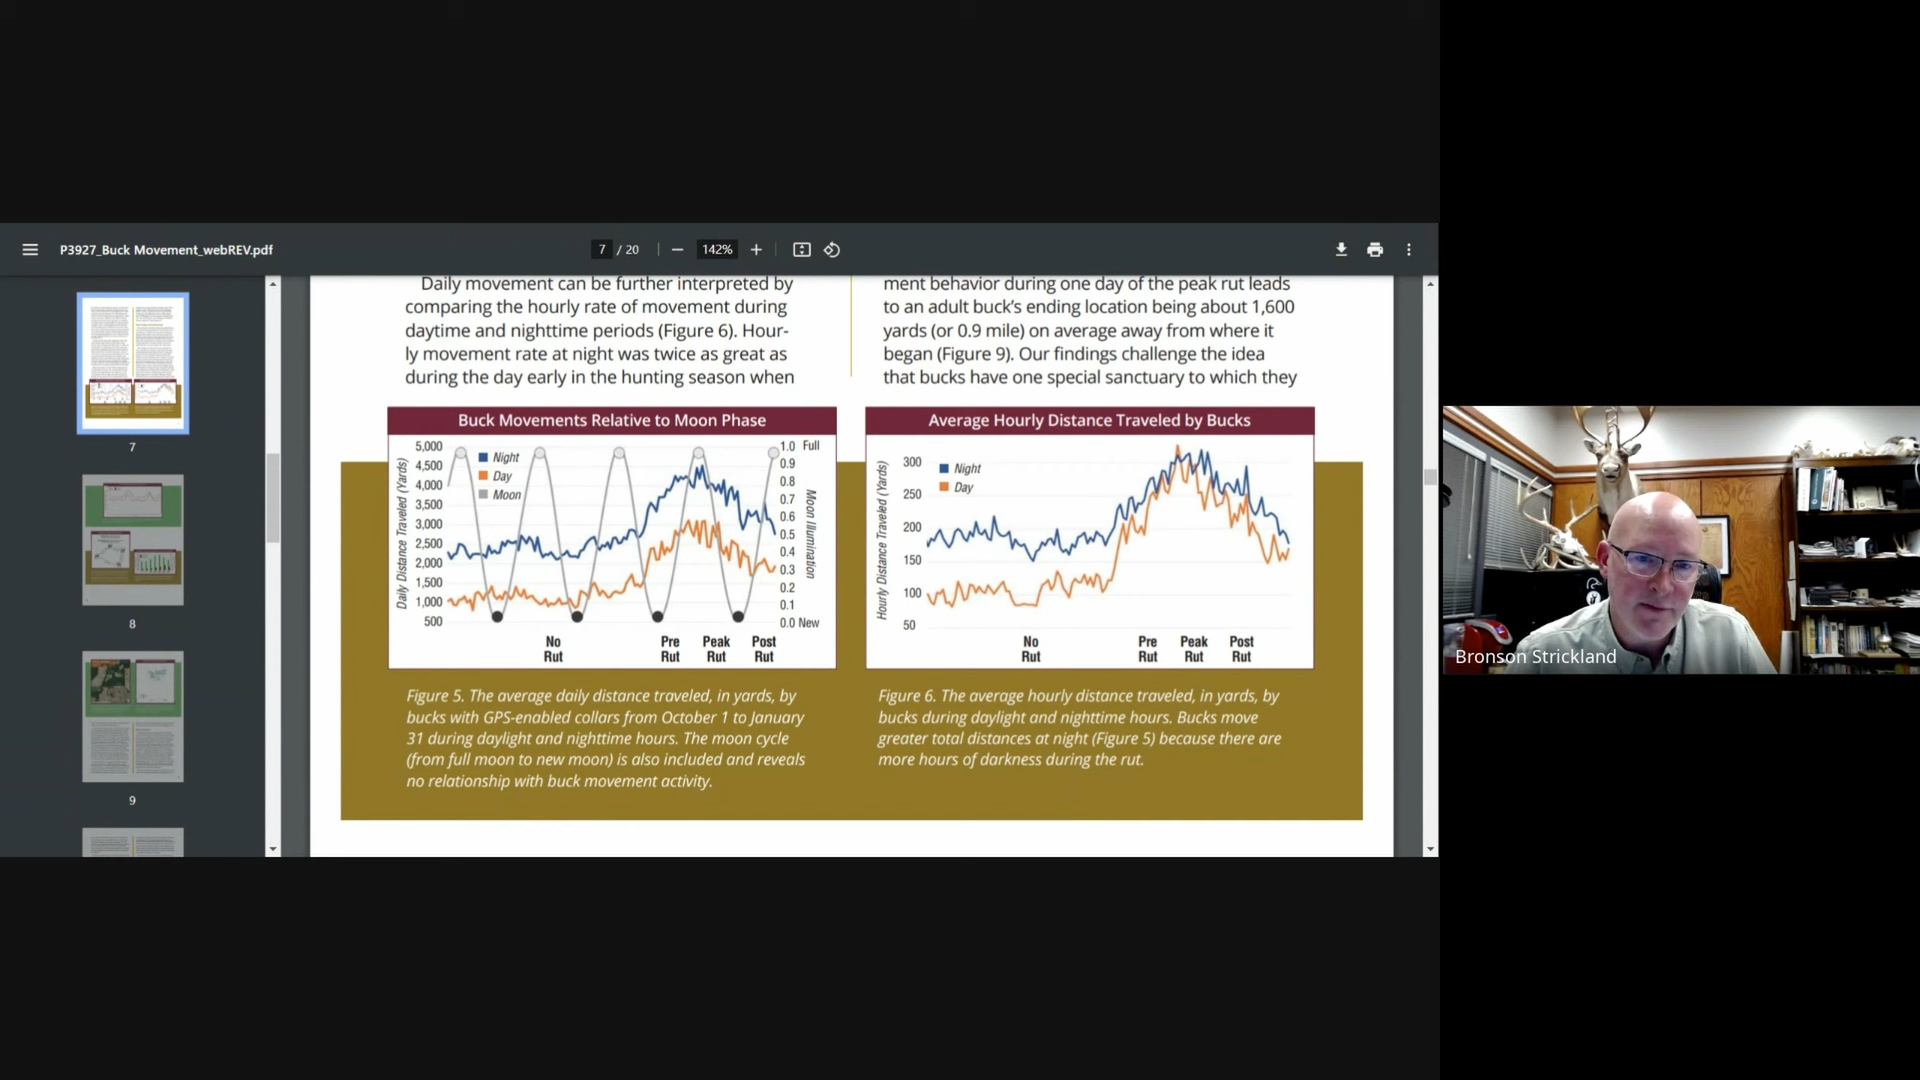 P3927_Buck Movement_webREV.pdf
7 / 20
142%
7
8
9
Daily movement can be further interpreted by
comparing the hourly rate of movement during
daytime and nighttime periods (Figure 6). Hour-
ly movement rate at night was twice as great as
during the day early in the hunting season when
ment behavior during one day of the peak rut leads
to an adult buck's ending location being about 1,600
yards (or 0.9 mile) on average away from where it
began (Figure 9). Our findings challenge the idea
that bucks have one special sanctuary to which they
Buck Movements Relative to Moon Phase
Daily Distance Traveled (Yards)
5,000
4,500
4,000
3,500
3,000
2,500
2,000
1,500
1,000
500
Night
Day
Moon
1.0 Full
0.9
0.8
0.7
0.6
0.5
0.4
0.3
0.2
0.1
0.0 New
Moon Illumination
No
Rut
Pre
Rut
Peak
Rut
Post
Rut
Figure 5. The average daily distance traveled, in yards, by
bucks with GPS-enabled collars from October 1 to January
31 during daylight and nighttime hours. The moon cycle
(from full moon to new moon) is also included and reveals
no relationship with buck movement activity.
Average Hourly Distance Traveled by Bucks
Hourly Distance Traveled (Yards)
300
250
200
150
100
50
Night
Day
No
Rut
Pre
Rut
Peak
Rut
Post
Rut
Figure 6. The average hourly distance traveled, in yards, by
bucks during daylight and nighttime hours. Bucks move
greater total distances at night (Figure 5) because there are
more hours of darkness during the rut.
Bronson Strickland